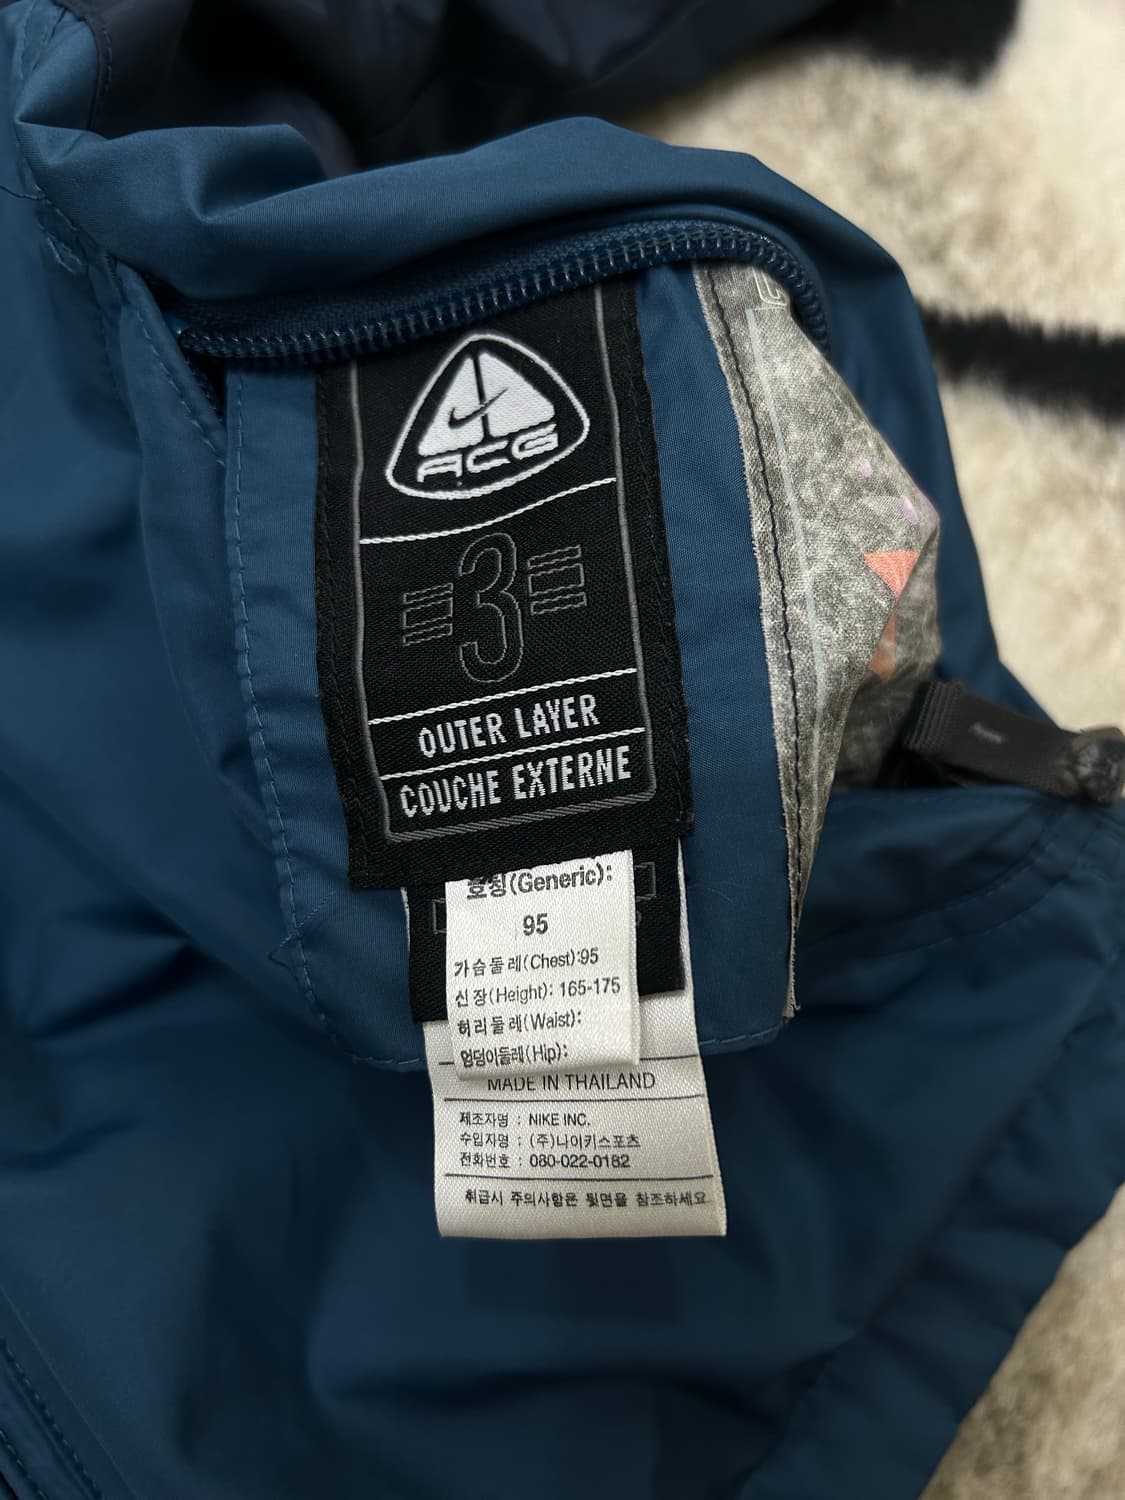 ACG
3
OUTER LAYER
COUCHE EXTERNE
호칭(Generic):
95
가슴둘레(Chest):95
신장(Height): 165-175
허리둘레(Waist):
엉덩이둘레(Hip):
MADE IN THAILAND
제조자명 : NIKE INC.
수입자명 : (주)나이키스포츠
전화번호 : 080-022-0182
취급시 주의사항은 뒷면을 참조하세요.